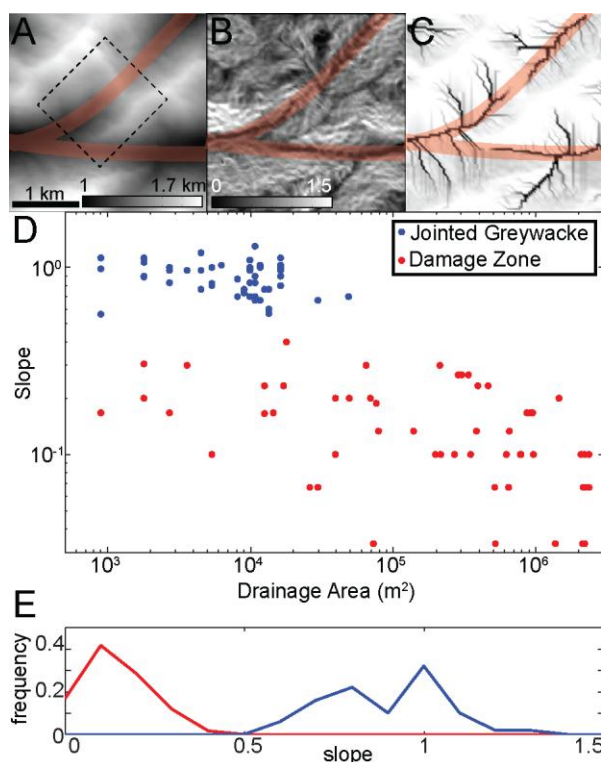 A B C
1 km 1 1.7 km 0 1.5
D
Jointed Greywacke
Damage Zone
10⁰
10⁻¹
Slope
10³ 10⁴ 10⁵ 10⁶
Drainage Area (m²)
E
0.4
0.2
0
frequency
0 0.5 1 1.5
slope